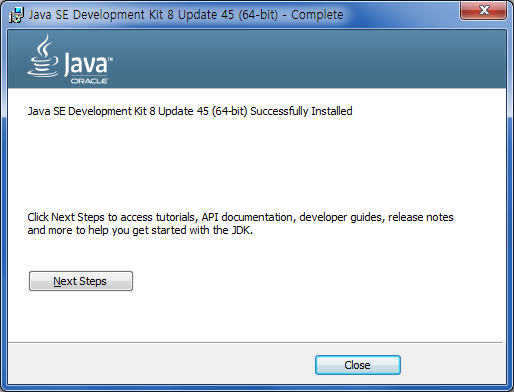 Java SE Development Kit 8 Update 45 (64-bit) - Complete
Java™
ORACLE
Java SE Development Kit 8 Update 45 (64-bit) Successfully Installed
Click Next Steps to access tutorials, API documentation, developer guides, release notes
and more to help you get started with the JDK.
Next Steps
Close